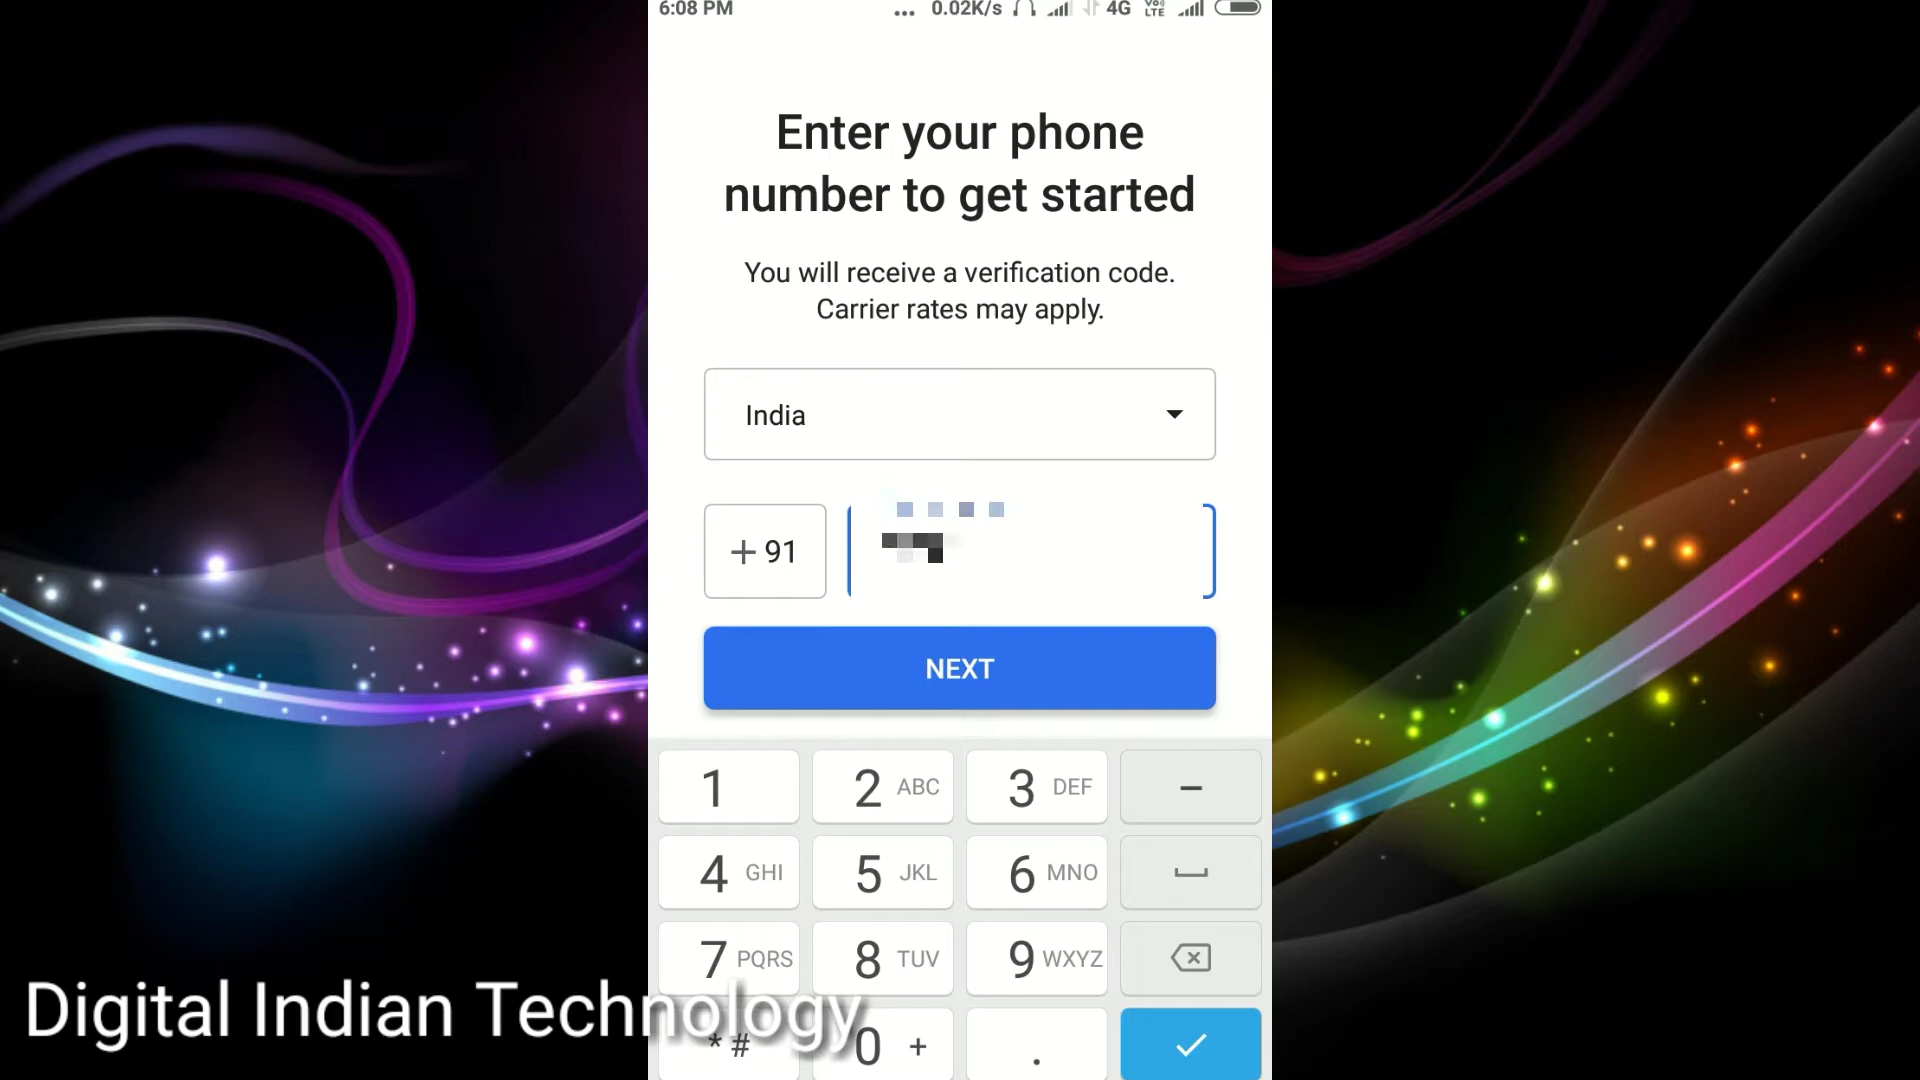 6:08 PM ... 0.02K/s 4G VoLTE
Enter your phone
number to get started
You will receive a verification code.
Carrier rates may apply.
India
+ 91
NEXT
1 2 ABC 3 DEF –
4 GHI 5 JKL 6 MNO
7 PQRS 8 TUV 9 WXYZ
Digital Indian Technology
* # 0 + .